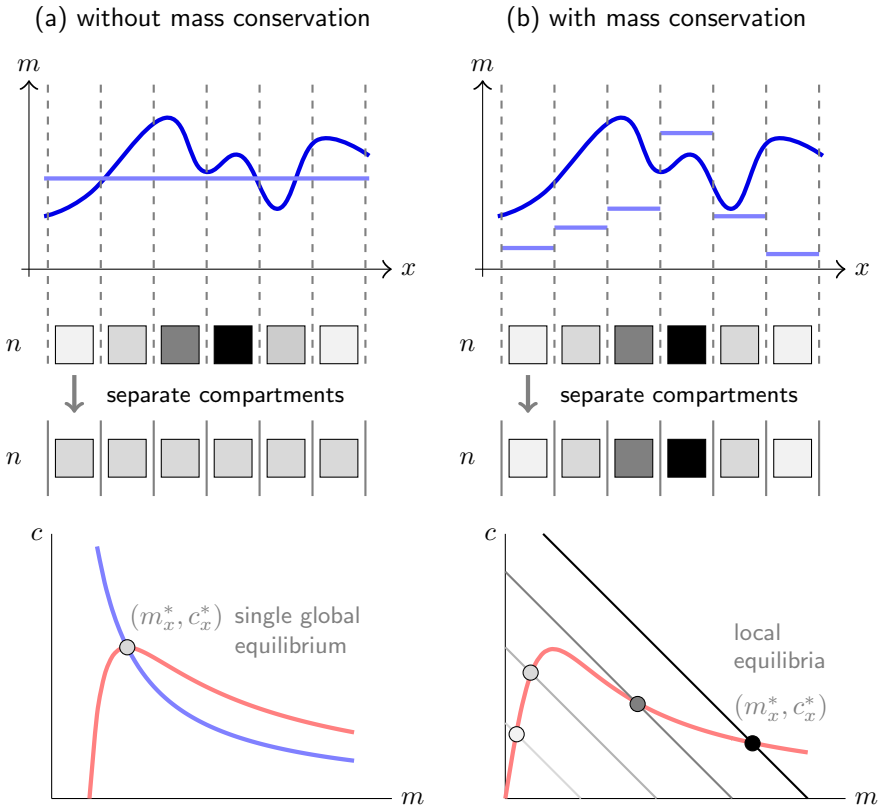 (a) without mass conservation
(b) with mass conservation
m
m
x
x
n
n
separate compartments
separate compartments
n
n
c
c
(m*x, c*x) single global
equilibrium
local
equilibria
(m*x, c*x)
m
m